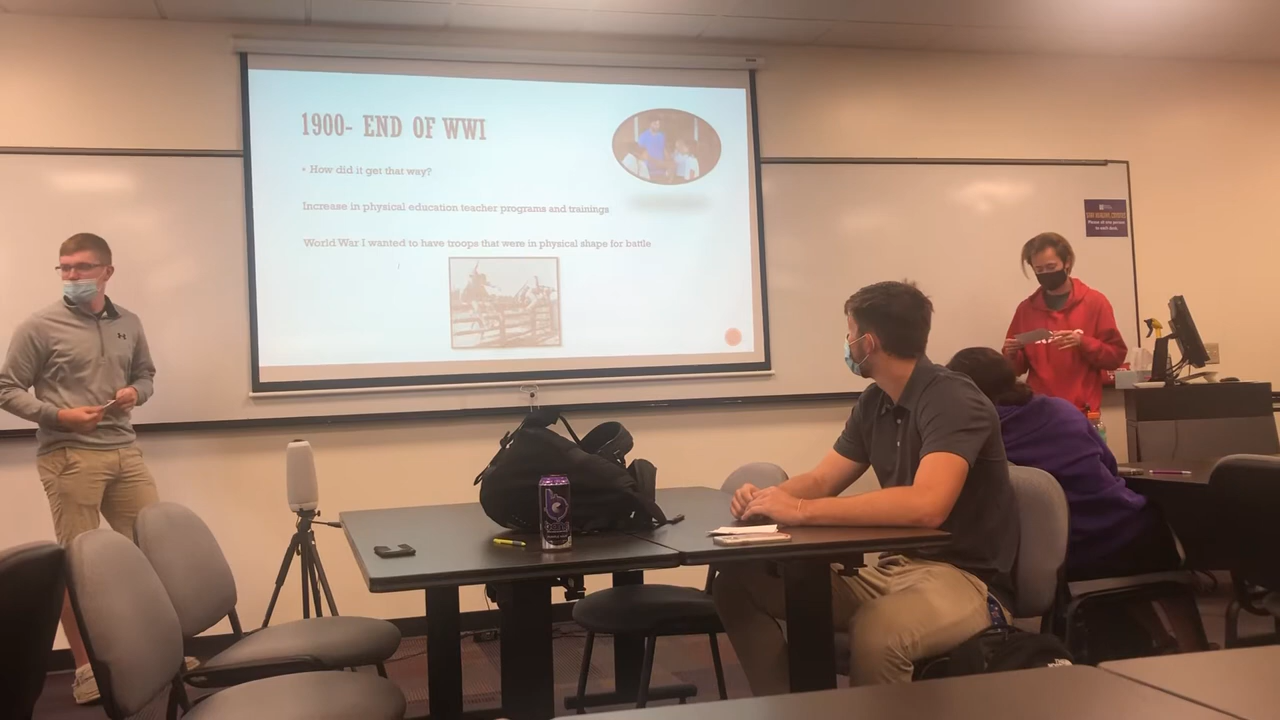 1900- END OF WWI
• How did it get that way?
Increase in physical education teacher programs and trainings
World War I wanted to have troops that were in physical shape for battle